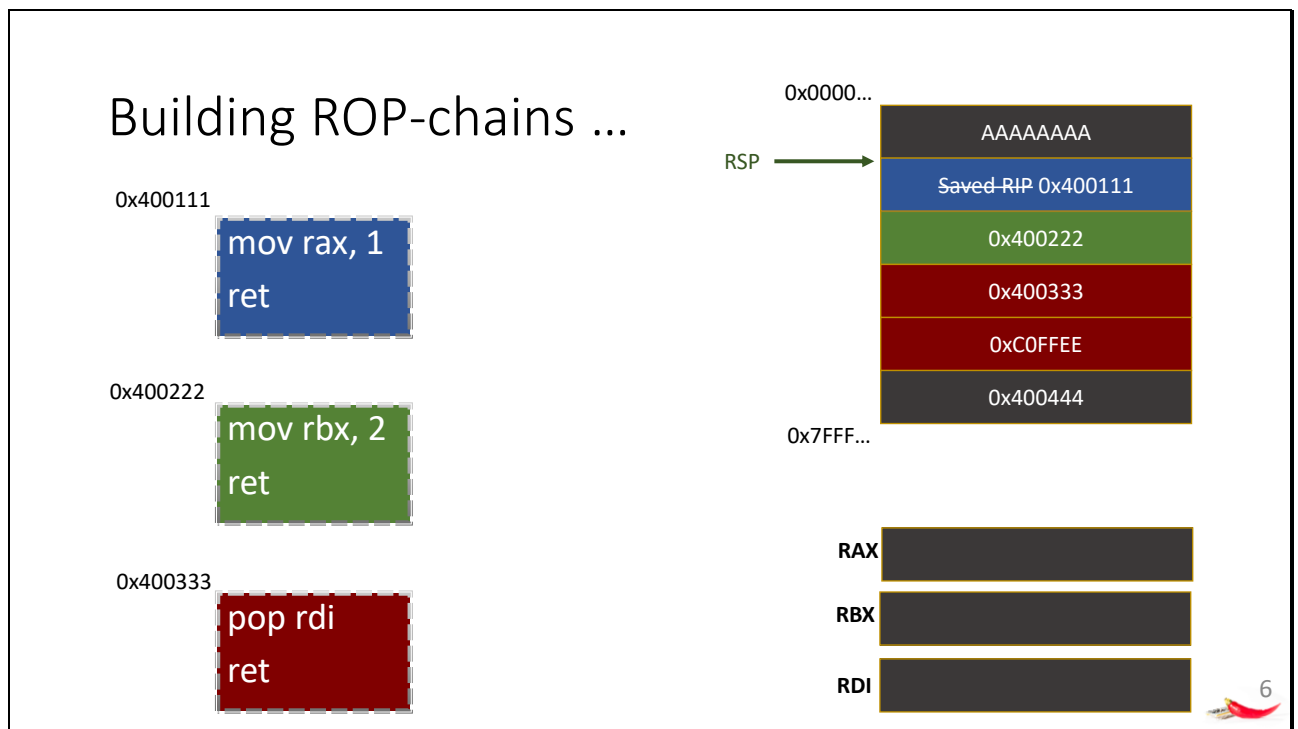 Building ROP-chains ...
0x400111
mov rax, 1
ret
0x400222
mov rbx, 2
ret
0x400333
pop rdi
ret
0x0000...
AAAAAAAA
RSP
Saved RIP 0x400111
0x400222
0x400333
0xC0FFEE
0x400444
0x7FFF...
RAX
RBX
RDI
6